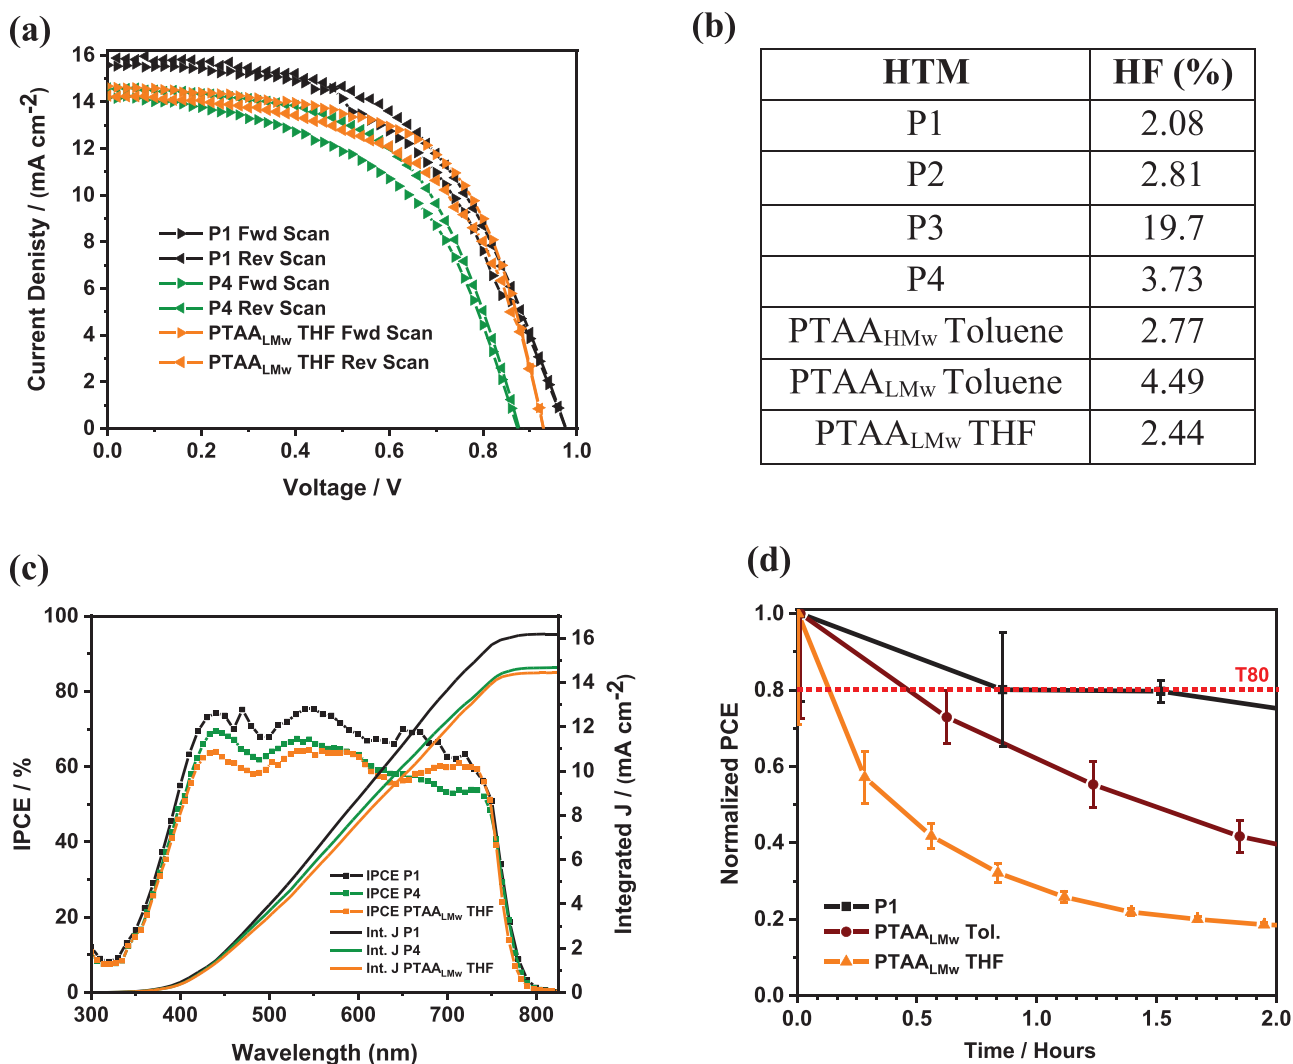 (a)
16
14
12
10
8
6
4
2
0
0.0 0.2 0.4 0.6 0.8 1.0
Current Denisty / (mA cm-2)
Voltage / V
P1 Fwd Scan
P1 Rev Scan
P4 Fwd Scan
P4 Rev Scan
PTAALMw THF Fwd Scan
PTAALMw THF Rev Scan
(b)
HTM HF (%)
P1 2.08
P2 2.81
P3 19.7
P4 3.73
PTAAHMw Toluene 2.77
PTAALMw Toluene 4.49
PTAALMw THF 2.44
(c)
100
80
60
40
20
0
300 400 500 600 700 800
16
14
12
10
8
6
4
2
0
IPCE / %
Integrated J / (mA cm-2)
Wavelength (nm)
IPCE P1
IPCE P4
IPCE PTAALMw THF
Int. J P1
Int. J P4
Int. J PTAALMw THF
(d)
1.0
0.8
0.6
0.4
0.2
0.0
0.0 0.5 1.0 1.5 2.0
Normalized PCE
Time / Hours
T80
P1
PTAALMw Tol.
PTAALMw THF